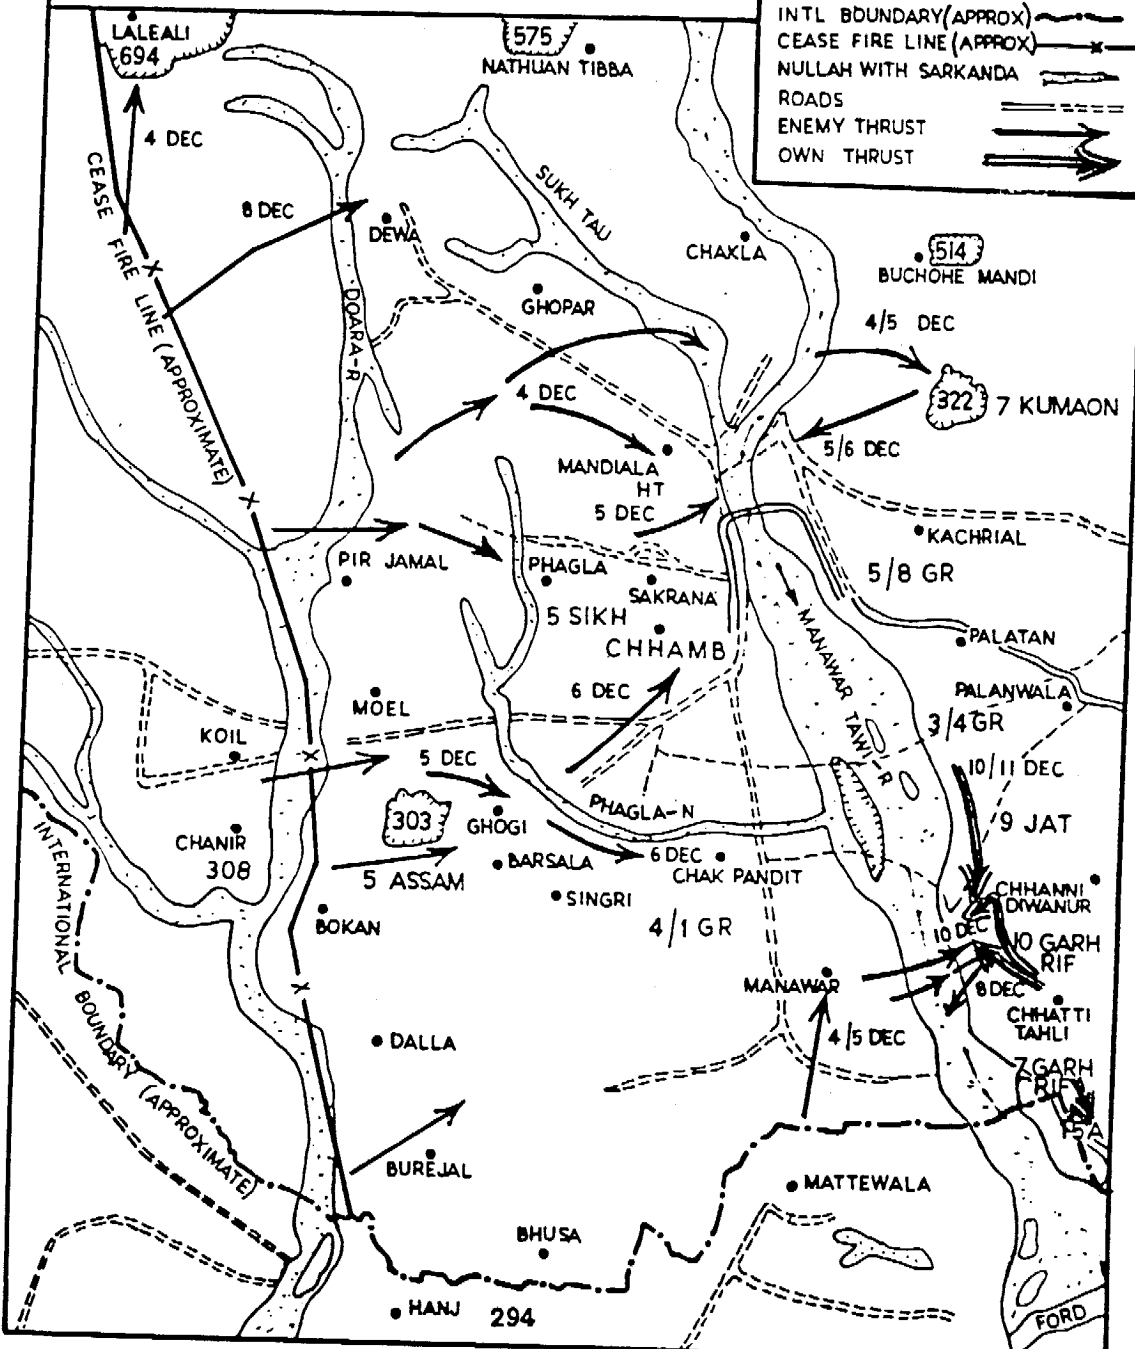 INTL BOUNDARY (APPROX)
CEASE FIRE LINE (APPROX)
NULLAH WITH SARKANDA
ROADS
ENEMY THRUST
OWN THRUST
LALEALI
694
575
NATHUAN TIBBA
4 DEC
CEASE FIRE LINE (APPROXIMATE)
8 DEC
DEWA
SUKH TAU
CHAKLA
514
BUCHOHE MANDI
DOARA-R
GHOPAR
4/5 DEC
4 DEC
322
7 KUMAON
5/6 DEC
MANDIALA
HT
5 DEC
KACHRIAL
PIR JAMAL
PHAGLA
SAKRANA
5/8 GR
5 SIKH
CHHAMB
MANAWAR TAWI-R
PALATAN
6 DEC
PALANWALA
MOEL
3/4 GR
KOIL
5 DEC
10/11 DEC
303
GHOGI
PHAGLA-N
9 JAT
CHANIR
308
5 ASSAM
BARSALA
6 DEC
CHAK PANDIT
SINGRI
CHHANNI
DIWANUR
INTERNATIONAL BOUNDARY (APPROXIMATE)
BOKAN
4/1 GR
10 DEC
10 GARH
RIF
MANAWAR
8 DEC
CHHATTI
TAHLI
DALLA
4/5 DEC
7 GARH
RIF
BUREJAL
MATTEWALA
BHUSA
HANJ
294
FORD